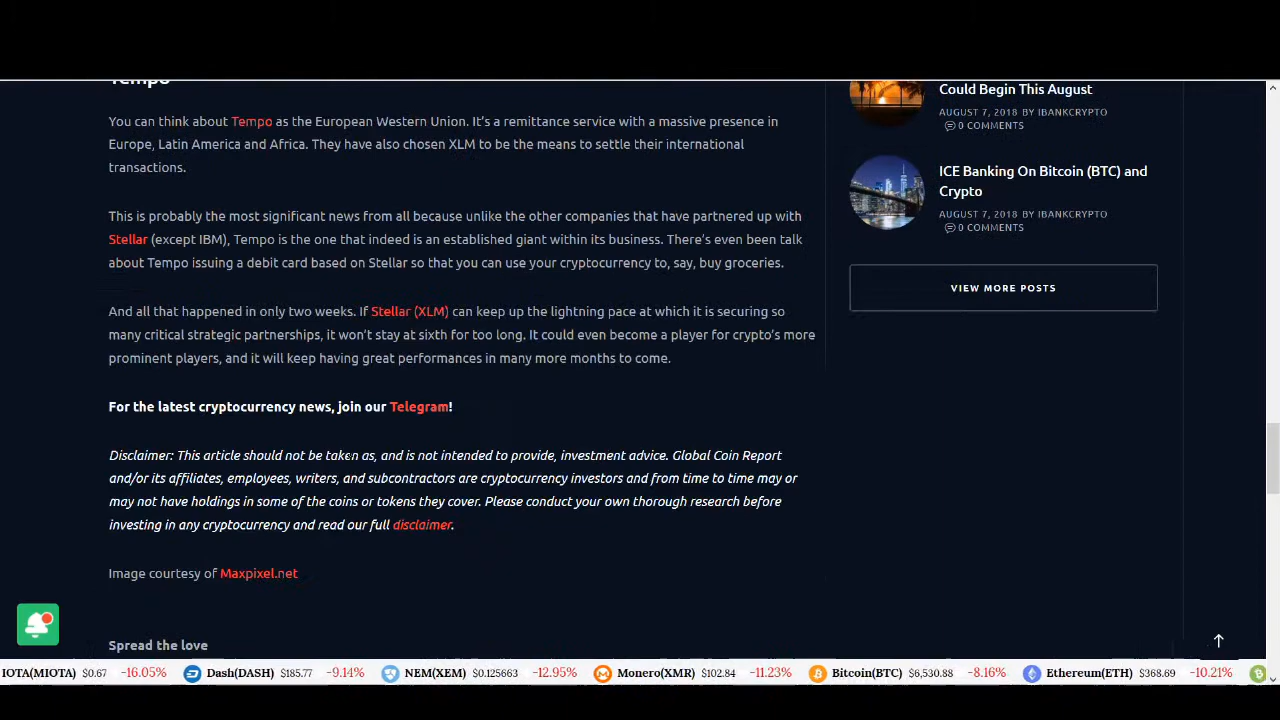 Tempo
You can think about Tempo as the European Western Union. It's a remittance service with a massive presence in
Europe, Latin America and Africa. They have also chosen XLM to be the means to settle their international
transactions.
This is probably the most significant news from all because unlike the other companies that have partnered up with
Stellar (except IBM), Tempo is the one that indeed is an established giant within its business. There's even been talk
about Tempo issuing a debit card based on Stellar so that you can use your cryptocurrency to, say, buy groceries.
And all that happened in only two weeks. If Stellar (XLM) can keep up the lightning pace at which it is securing so
many critical strategic partnerships, it won't stay at sixth for too long. It could even become a player for crypto's more
prominent players, and it will keep having great performances in many more months to come.
For the latest cryptocurrency news, join our Telegram!
Disclaimer: This article should not be taken as, and is not intended to provide, investment advice. Global Coin Report
and/or its affiliates, employees, writers, and subcontractors are cryptocurrency investors and from time to time may or
may not have holdings in some of the coins or tokens they cover. Please conduct your own thorough research before
investing in any cryptocurrency and read our full disclaimer.
Image courtesy of Maxpixel.net
Spread the love
Could Begin This August
AUGUST 7, 2018 BY IBANKCRYPTO
0 COMMENTS
ICE Banking On Bitcoin (BTC) and
Crypto
AUGUST 7, 2018 BY IBANKCRYPTO
0 COMMENTS
VIEW MORE POSTS
IOTA(MIOTA) $0.67 -16.05% Dash(DASH) $185.77 -9.14% NEM(XEM) $0.125663 -12.95% Monero(XMR) $102.84 -11.23% Bitcoin(BTC) $6,530.88 -8.16% Ethereum(ETH) $368.69 -10.21%